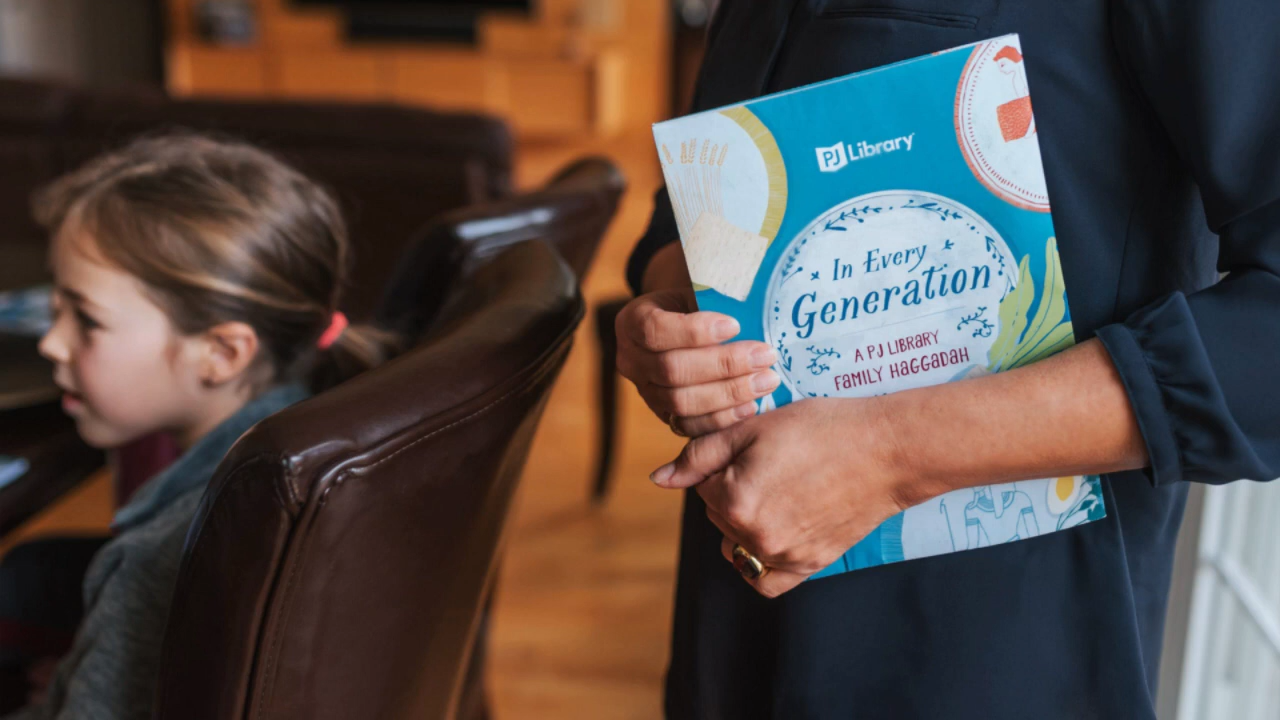 PJ Library
In Every
Generation
A PJ LIBRARY
FAMILY HAGGADAH